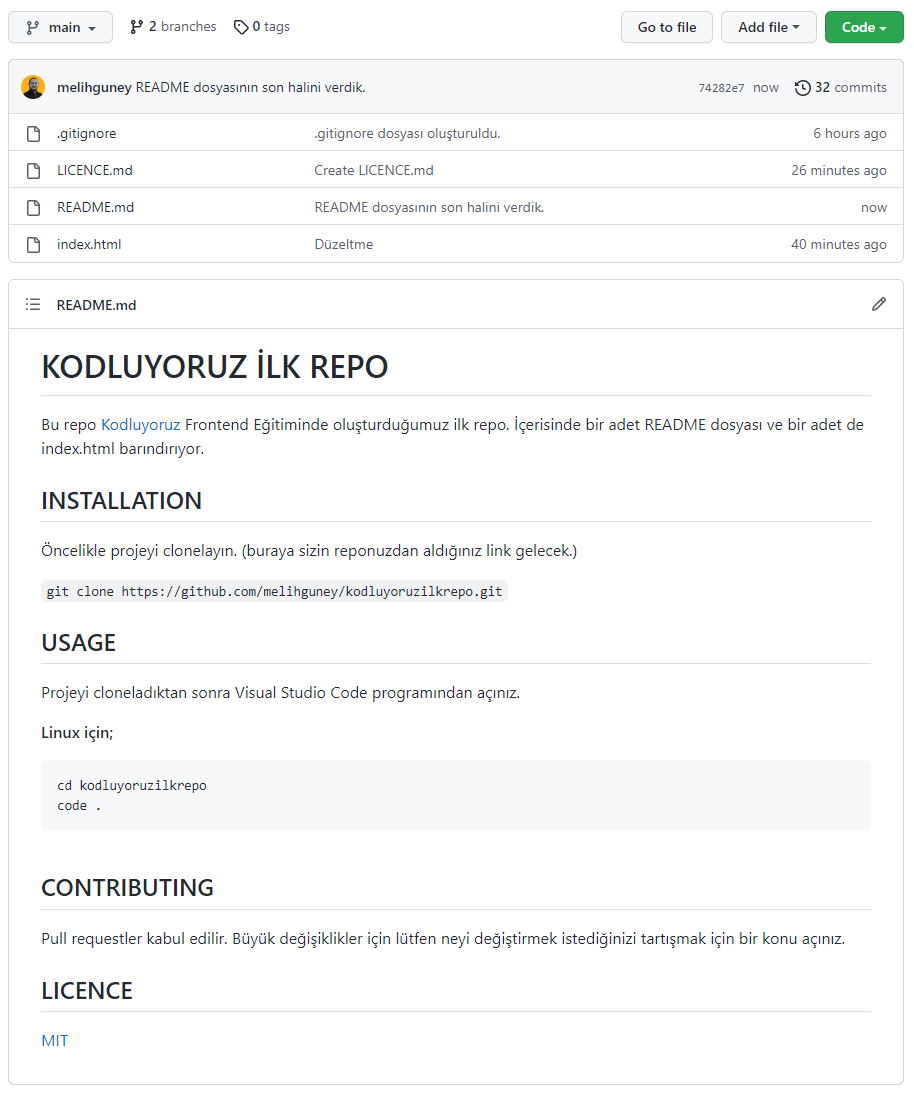 main 2 branches 0 tags Go to file Add file Code
melihguney README dosyasının son halini verdik. 74282e7 now 32 commits
.gitignore .gitignore dosyası oluşturuldu. 6 hours ago
LICENCE.md Create LICENCE.md 26 minutes ago
README.md README dosyasının son halini verdik. now
index.html Düzeltme 40 minutes ago
README.md
KODLUYORUZ İLK REPO
Bu repo Kodluyoruz Frontend Eğitiminde oluşturduğumuz ilk repo. İçerisinde bir adet README dosyası ve bir adet de
index.html barındırıyor.
INSTALLATION
Öncelikle projeyi clonelayın. (buraya sizin reponuzdan aldığınız link gelecek.)
git clone https://github.com/melihguney/kodluyoruzilkrepo.git
USAGE
Projeyi cloneladıktan sonra Visual Studio Code programından açınız.
Linux için;
cd kodluyoruzilkrepo
code .
CONTRIBUTING
Pull requestler kabul edilir. Büyük değişiklikler için lütfen neyi değiştirmek istediğinizi tartışmak için bir konu açınız.
LICENCE
MIT